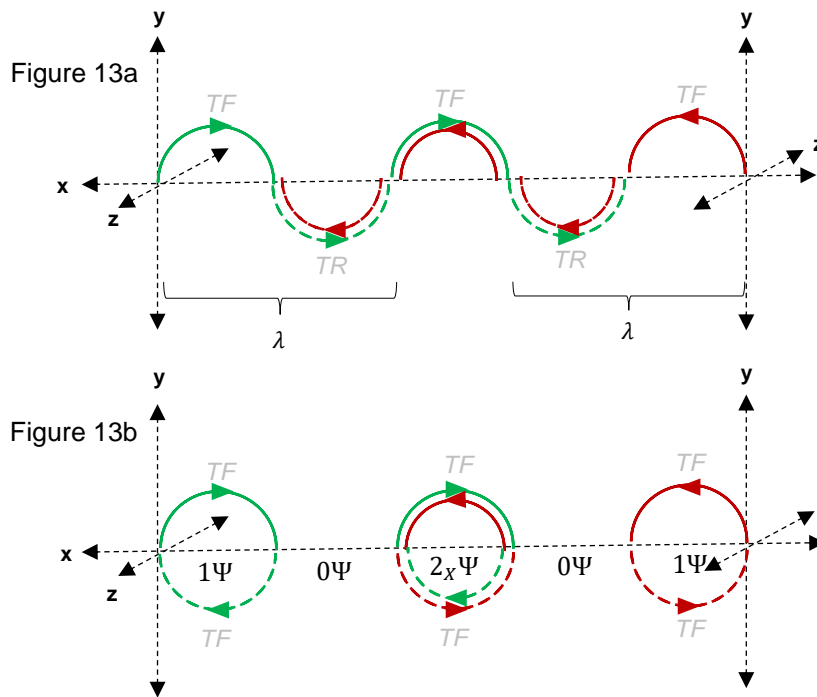 y y
Figure 13a
TF TF TF
z
x
z
TR TR
λ λ
y y
Figure 13b
TF TF TF
x
1Ψ 0Ψ 2XΨ 0Ψ 1Ψ
z
TF TF TF